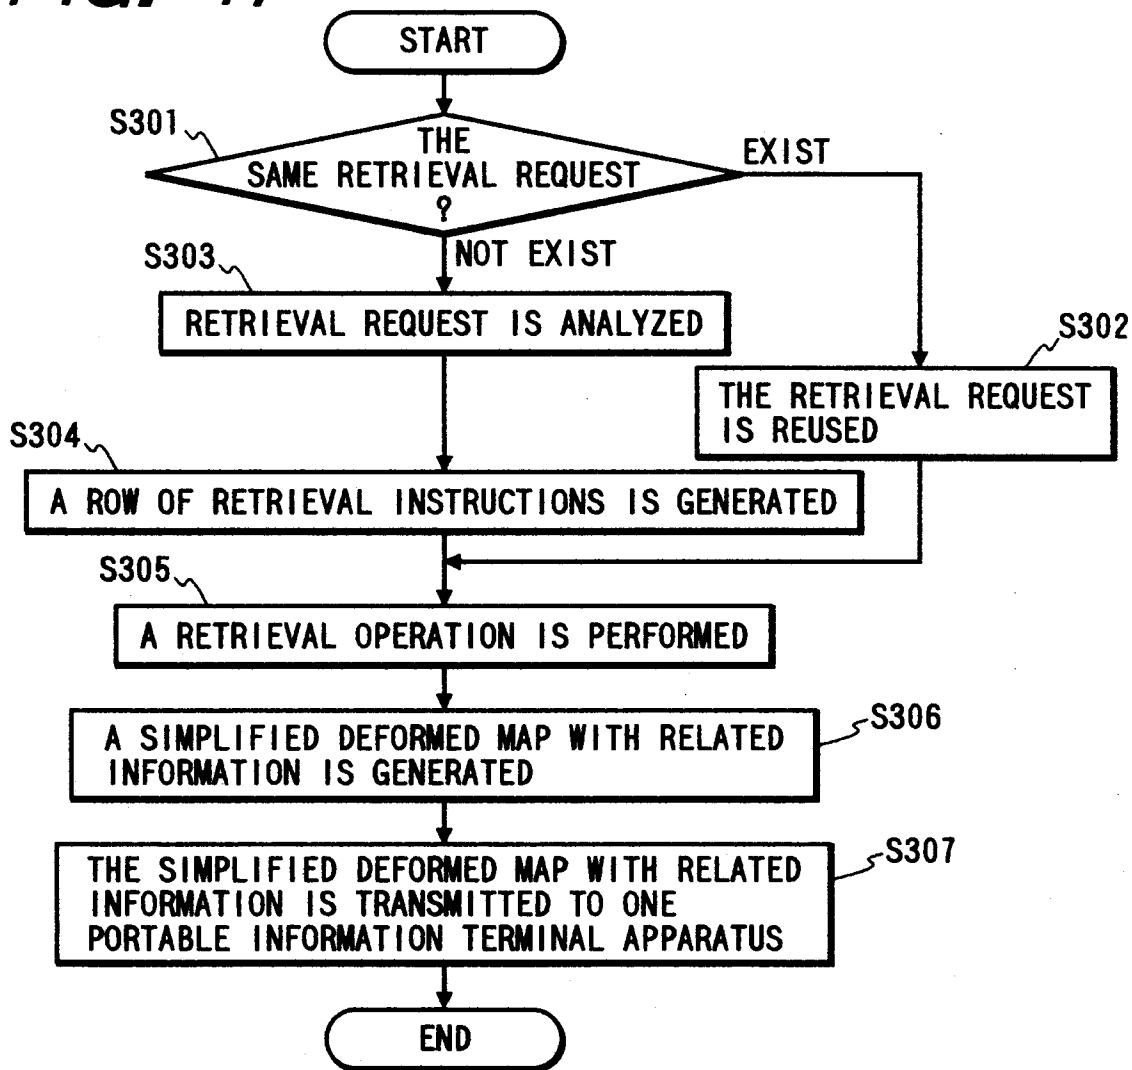 START
S301
THE
SAME RETRIEVAL REQUEST
?
EXIST
NOT EXIST
S303
RETRIEVAL REQUEST IS ANALYZED
S302
THE RETRIEVAL REQUEST
IS REUSED
S304
A ROW OF RETRIEVAL INSTRUCTIONS IS GENERATED
S305
A RETRIEVAL OPERATION IS PERFORMED
S306
A SIMPLIFIED DEFORMED MAP WITH RELATED
INFORMATION IS GENERATED
S307
THE SIMPLIFIED DEFORMED MAP WITH RELATED
INFORMATION IS TRANSMITTED TO ONE
PORTABLE INFORMATION TERMINAL APPARATUS
END